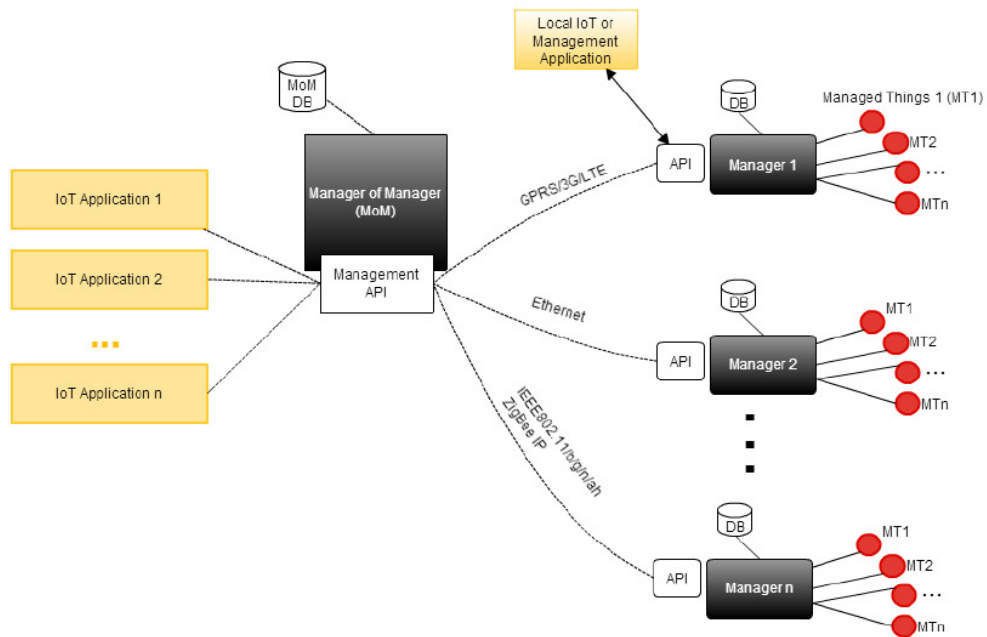 Local IoT or
Management
Application
MoM
DB
DB
Managed Things 1 (MT1)
MT2
...
MTn
API
Manager 1
GPRS/3G/LTE
Manager of Manager
(MoM)
Management
API
IoT Application 1
IoT Application 2
...
IoT Application n
Ethernet
DB
MT1
MT2
...
MTn
API
Manager 2
IEEE802.11/b/g/n/ah
ZigBee IP
DB
MT1
MT2
...
MTn
API
Manager n